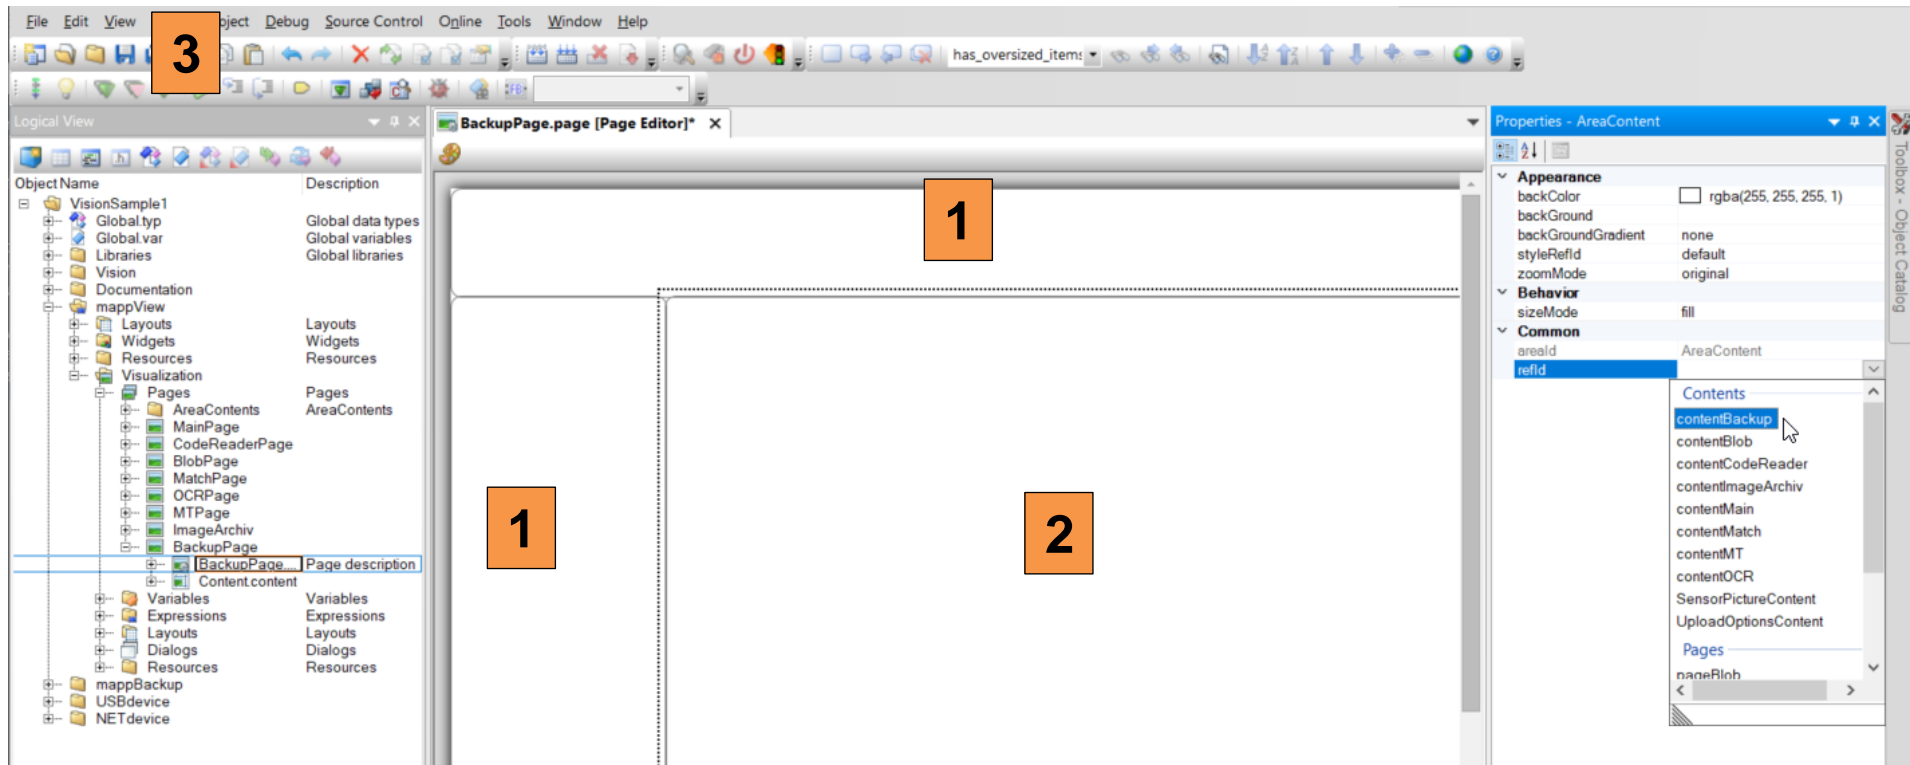 File Edit View ject Debug Source Control Online Tools Window Help
3
has_oversized_item:
Logical View
BackupPage.page [Page Editor]* X
Properties - AreaContent
Toolbox - Object Catalog
Object Name Description
VisionSample1
Global.typ Global data types
Global.var Global variables
Libraries Global libraries
Vision
Documentation
mappView
Layouts Layouts
Widgets Widgets
Resources Resources
Visualization
Pages Pages
AreaContents AreaContents
MainPage
CodeReaderPage
BlobPage
MatchPage
OCRPage
MTPage
ImageArchiv
BackupPage
BackupPage.... Page description
Content.content
Variables Variables
Expressions Expressions
Layouts Layouts
Dialogs Dialogs
Resources Resources
mappBackup
USBdevice
NETdevice
1
1
2
Appearance
backColor rgba(255, 255, 255, 1)
backGround
backGroundGradient none
styleRefId default
zoomMode original
Behavior
sizeMode fill
Common
areaId AreaContent
refId
Contents
contentBackup
contentBlob
contentCodeReader
contentImageArchiv
contentMain
contentMatch
contentMT
contentOCR
SensorPictureContent
UploadOptionsContent
Pages
pageBlob